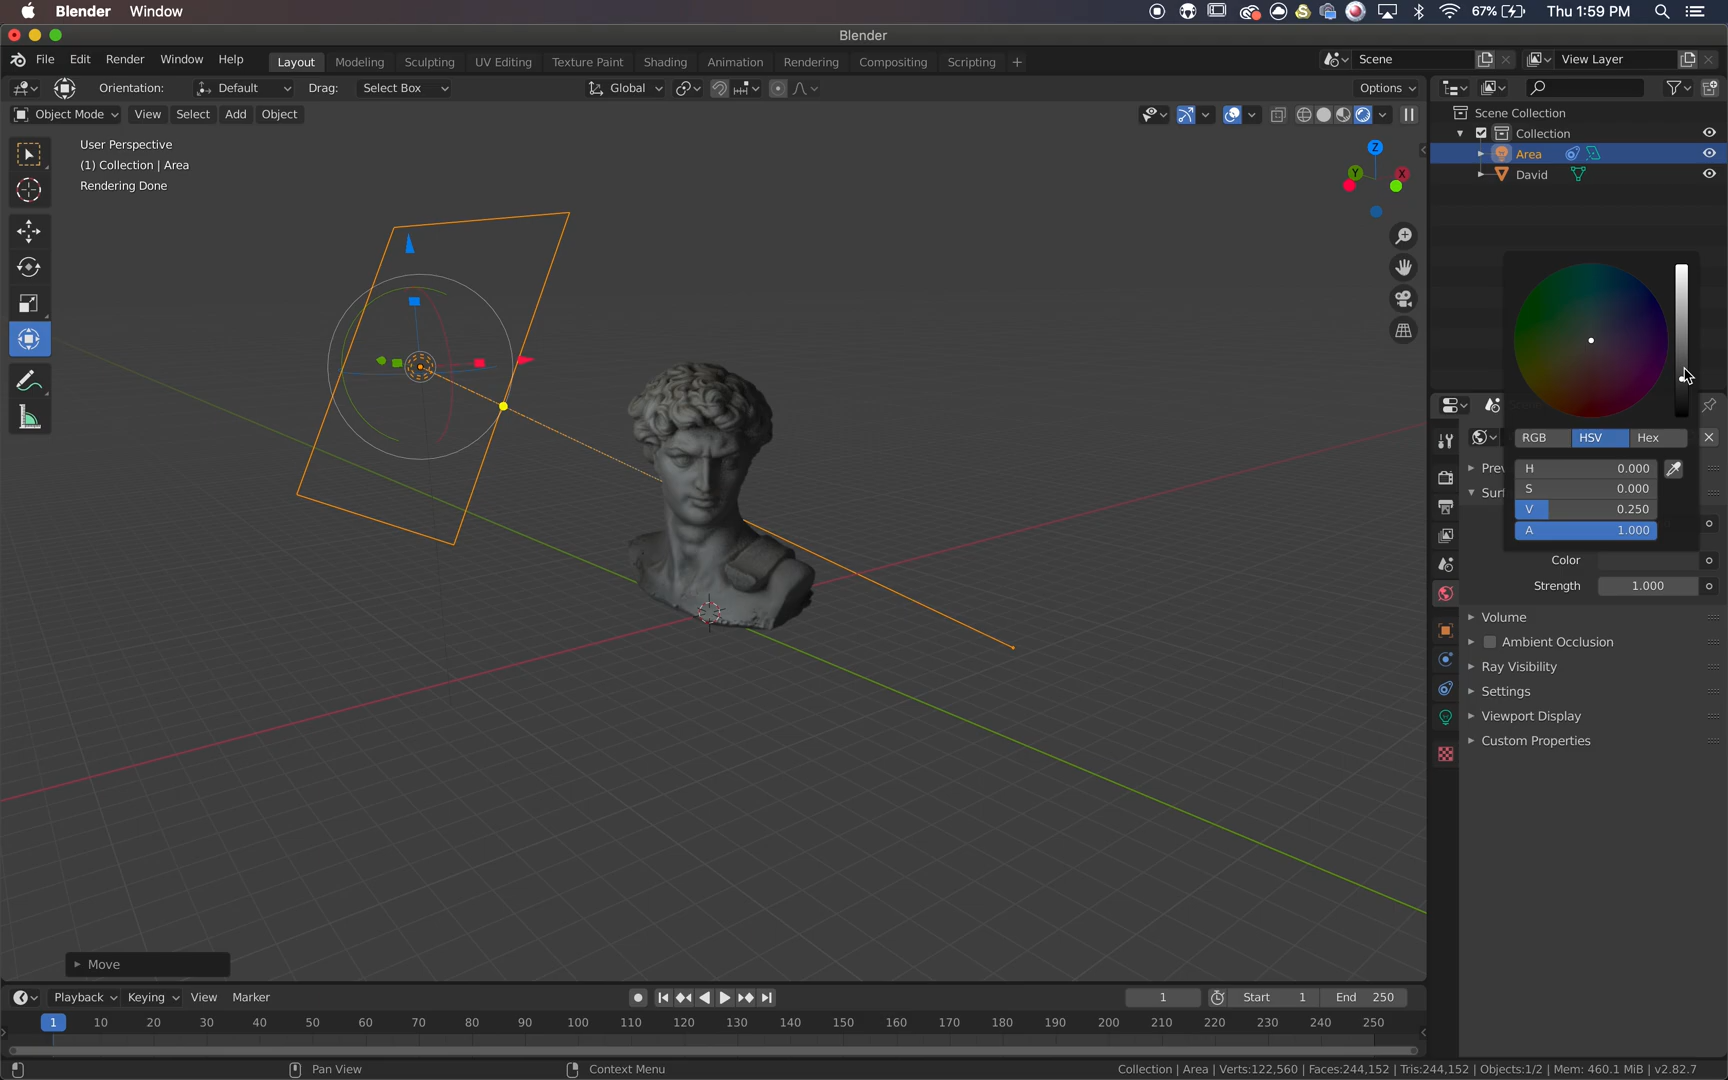 Blender Window 67% Thu 1:59 PM
Blender
File Edit Render Window Help Layout Modeling Sculpting UV Editing Texture Paint Shading Animation Rendering Compositing Scripting + Scene View Layer
Orientation: Default Drag: Select Box Global Options
Object Mode View Select Add Object
User Perspective
(1) Collection | Area
Rendering Done
Z
Y X
Scene Collection
Collection
Area
David
RGB HSV Hex
H 0.000
S 0.000
V 0.250
A 1.000
Color
Strength 1.000
Volume
Ambient Occlusion
Ray Visibility
Settings
Viewport Display
Custom Properties
Move
Playback Keying View Marker 1 Start 1 End 250
1 10 20 30 40 50 60 70 80 90 100 110 120 130 140 150 160 170 180 190 200 210 220 230 240 250
Pan View Context Menu Collection | Area | Verts:122,560 | Faces:244,152 | Tris:244,152 | Objects:1/2 | Mem: 460.1 MiB | v2.82.7